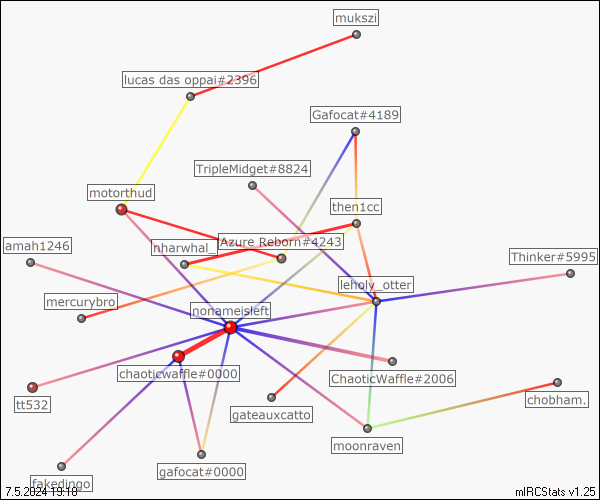 mukszi
lucas das oppai#2396
Gafocat#4189
TripleMidget#8824
motorthud
then1cc
amah1246
nharwhal_
Azure Reborn#4243
Thinker#5995
leholy_otter
mercurybro
nonameisleft
chaoticwaffle#0000
ChaoticWaffle#2006
tt532
gateauxcatto
chobham.
moonraven
gafocat#0000
fakedingo
7.5.2024 19:18
mIRCStats v1.25